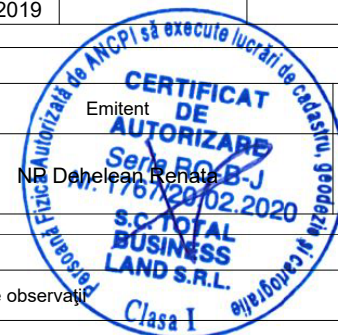 2019
Persoană Fizică Autorizată de ANCPI să execute lucrări de cadastru, geodezie și cartografie
CERTIFICAT
Emitent
DE
AUTORIZARE
Seria RO-B-J
NP Dehelean Renata
Nr. 1767/20.02.2020
S.C. TOTAL
BUSINESS
LAND S.R.L.
e observaţii
Clasa I